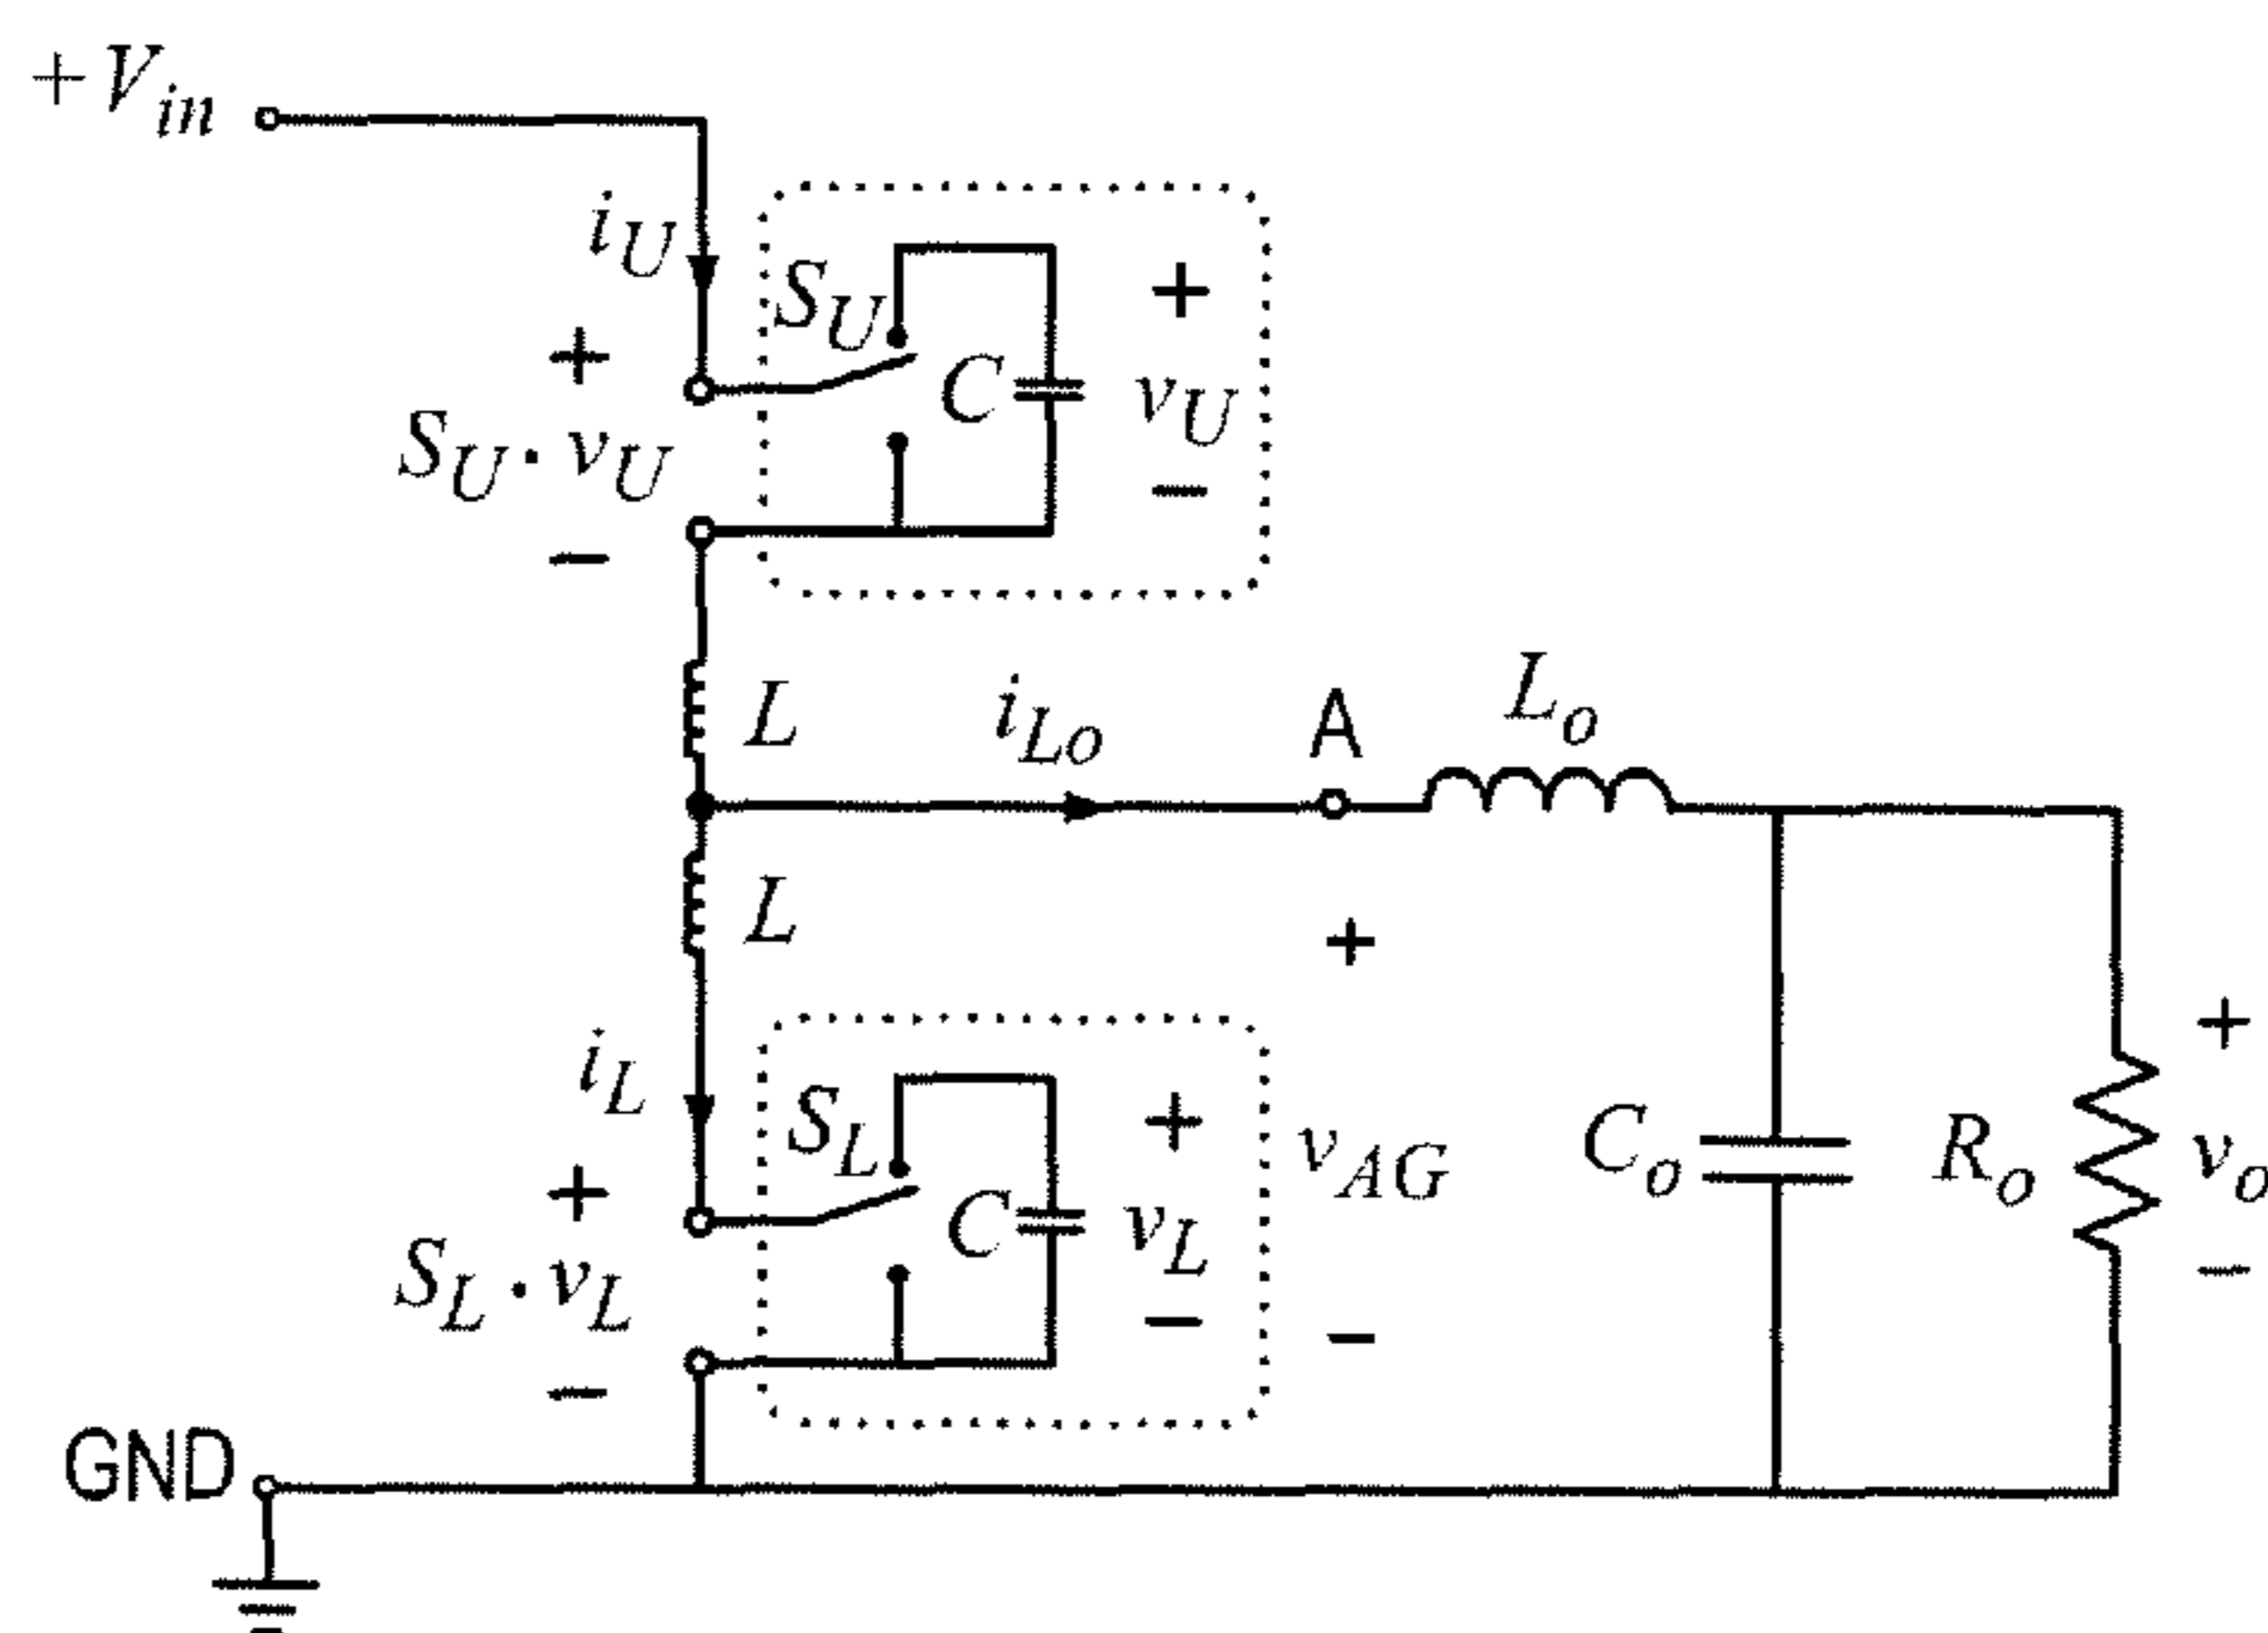 +V_in
i_U
S_U
+
+
C
v_U
S_U · v_U
−
−
L
i_Lo
A
L_o
L
+
i_L
S_L
+
+
C
v_L
v_AG
C_o
R_o
+
v_o
S_L · v_L
−
−
−
−
GND